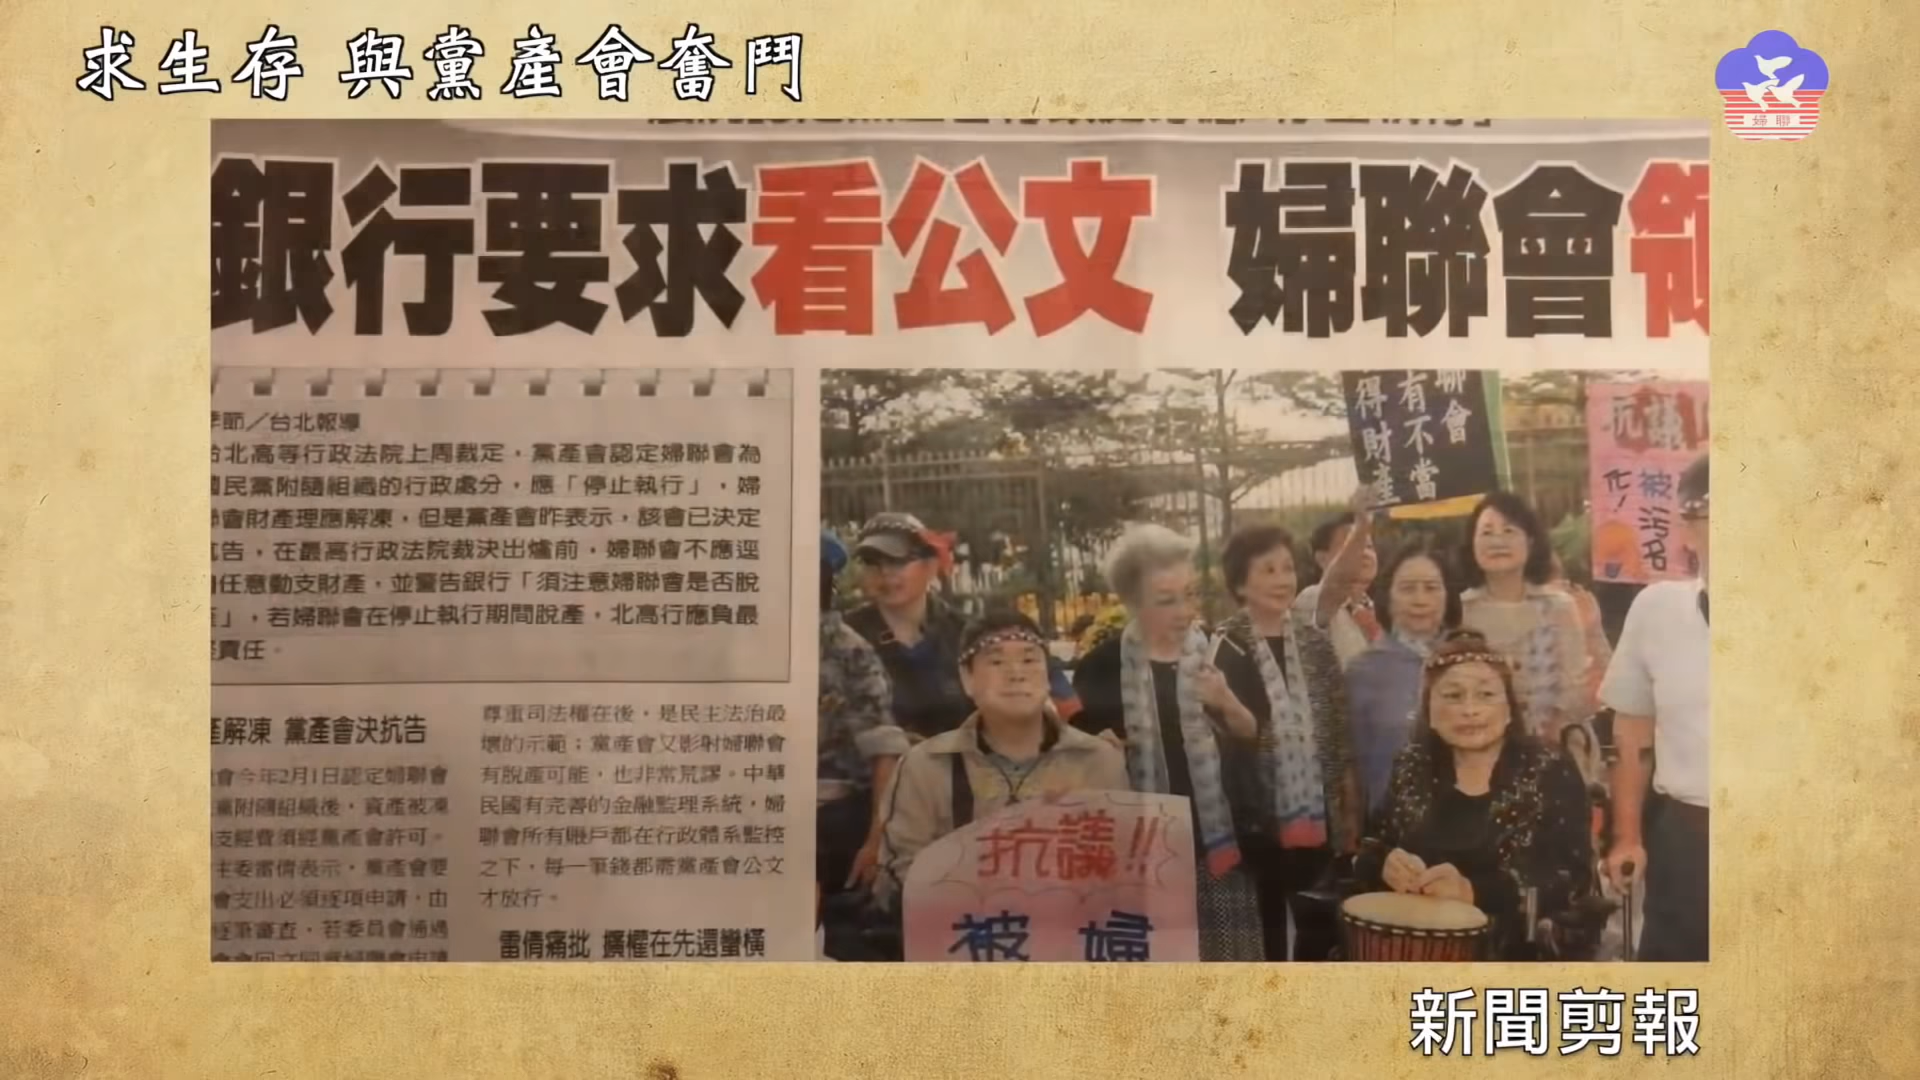 求生存 與黨產會奮鬥
婦聯
銀行要求看公文 婦聯會領
季節／台北報導
台北高等行政法院上周裁定，黨產會認定婦聯會為
國民黨附隨組織的行政處分，應「停止執行」，婦
聯會財產理應解凍，但是黨產會昨表示，該會已決定
抗告，在最高行政法院裁決出爐前，婦聯會不應逕
自任意動支財產，並警告銀行「須注意婦聯會是否脫
產」，若婦聯會在停止執行期間脫產，北高行應負最
終責任。
產解凍 黨產會決抗告
會今年2月1日認定婦聯會
黨附隨組織後，資產被凍
支經費須經黨產會許可。
主委雷倩表示，黨產會要
會支出必須逐項申請，由
逐筆審查，若委員會通過
尊重司法權在後，是民主法治最
壞的示範；黨產會又影射婦聯會
有脫產可能，也非常荒謬。中華
民國有完善的金融監理系統，婦
聯會所有賬戶都在行政體系監控
之下，每一筆錢都需黨產會公文
才放行。
雷倩痛批 擴權在先還蠻橫
聯會
有不當
得財產
抗議
被污名
化！
抗議!!
被 婦
新聞剪報